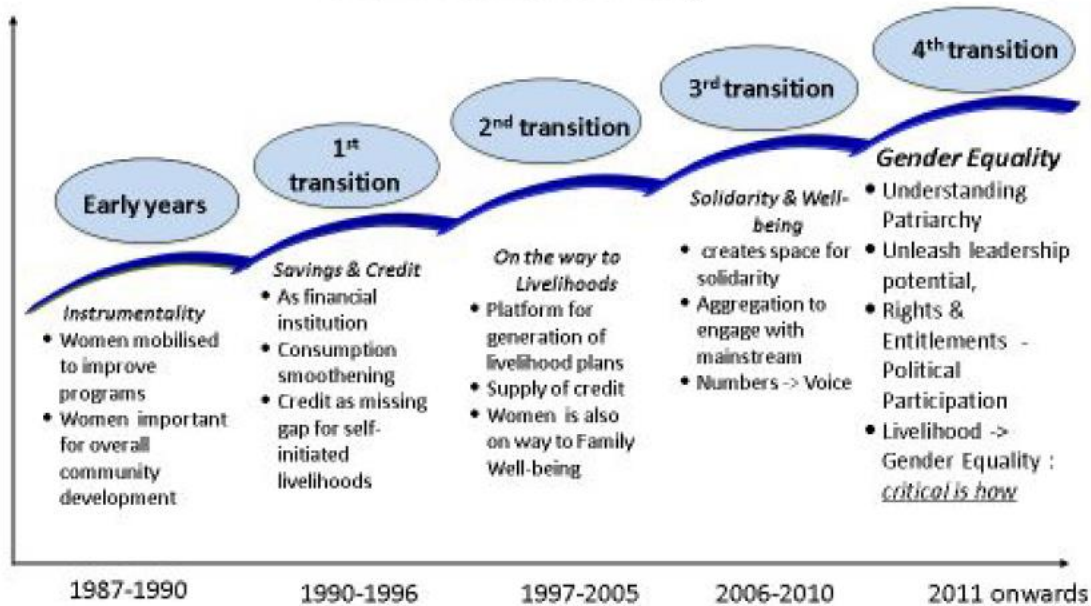 Early years
Instrumentality
• Women mobilised
to improve
programs
• Women important
for overall
community
development
1987-1990
1st
transition
Savings & Credit
• As financial
institution
• Consumption
smoothening
• Credit as missing
gap for self-
initiated
livelihoods
1990-1996
2nd transition
On the way to
Livelihoods
• Platform for
generation of
livelihood plans
• Supply of credit
• Women is also
on way to Family
Well-being
1997-2005
3rd transition
Solidarity & Well-
being
• creates space for
solidarity
• Aggregation to
engage with
mainstream
• Numbers -> Voice
2006-2010
4th transition
Gender Equality
• Understanding
Patriarchy
• Unleash leadership
potential,
• Rights &
Entitlements -
Political
Participation
• Livelihood ->
Gender Equality :
critical is how
2011 onwards